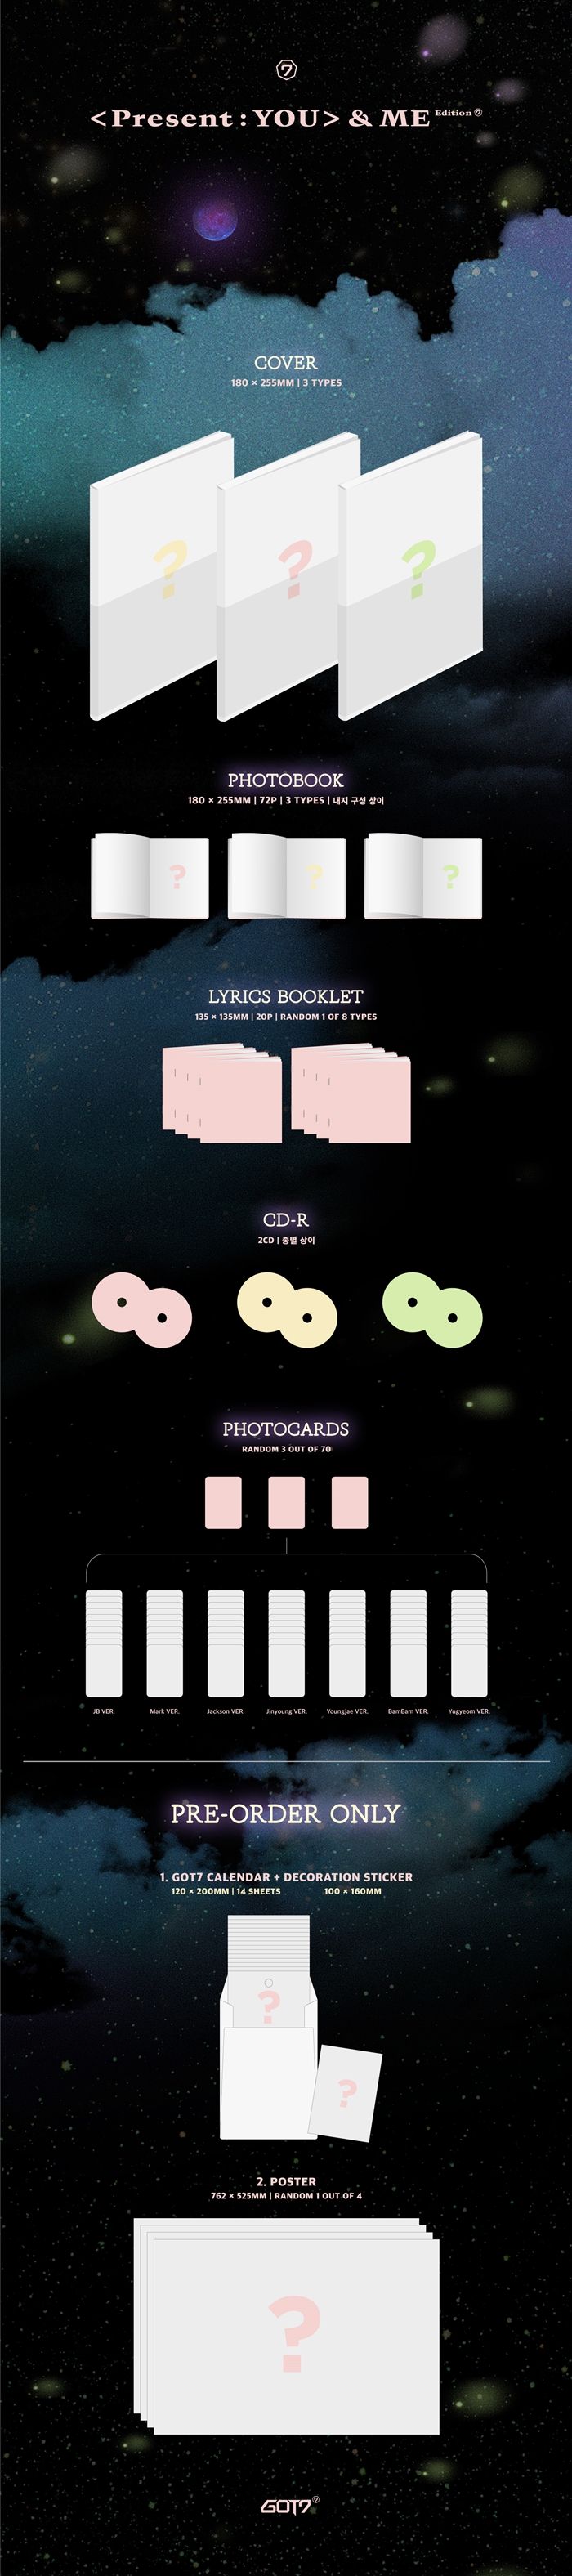 <Present : YOU> & ME Edition ⑦
COVER
180 × 255MM | 3 TYPES
?
?
?
PHOTOBOOK
180 × 255MM | 72P | 3 TYPES | 내지 구성 상이
?
?
?
LYRICS BOOKLET
135 × 135MM | 20P | RANDOM 1 OF 8 TYPES
CD-R
2CD | 종별 상이
PHOTOCARDS
RANDOM 3 OUT OF 70
JB VER.
Mark VER.
Jackson VER.
Jinyoung VER.
Youngjae VER.
BamBam VER.
Yugyeom VER.
PRE-ORDER ONLY
1. GOT7 CALENDAR + DECORATION STICKER
120 × 200MM | 14 SHEETS
100 × 160MM
?
?
2. POSTER
762 × 525MM | RANDOM 1 OUT OF 4
?
GOT7 ⑦